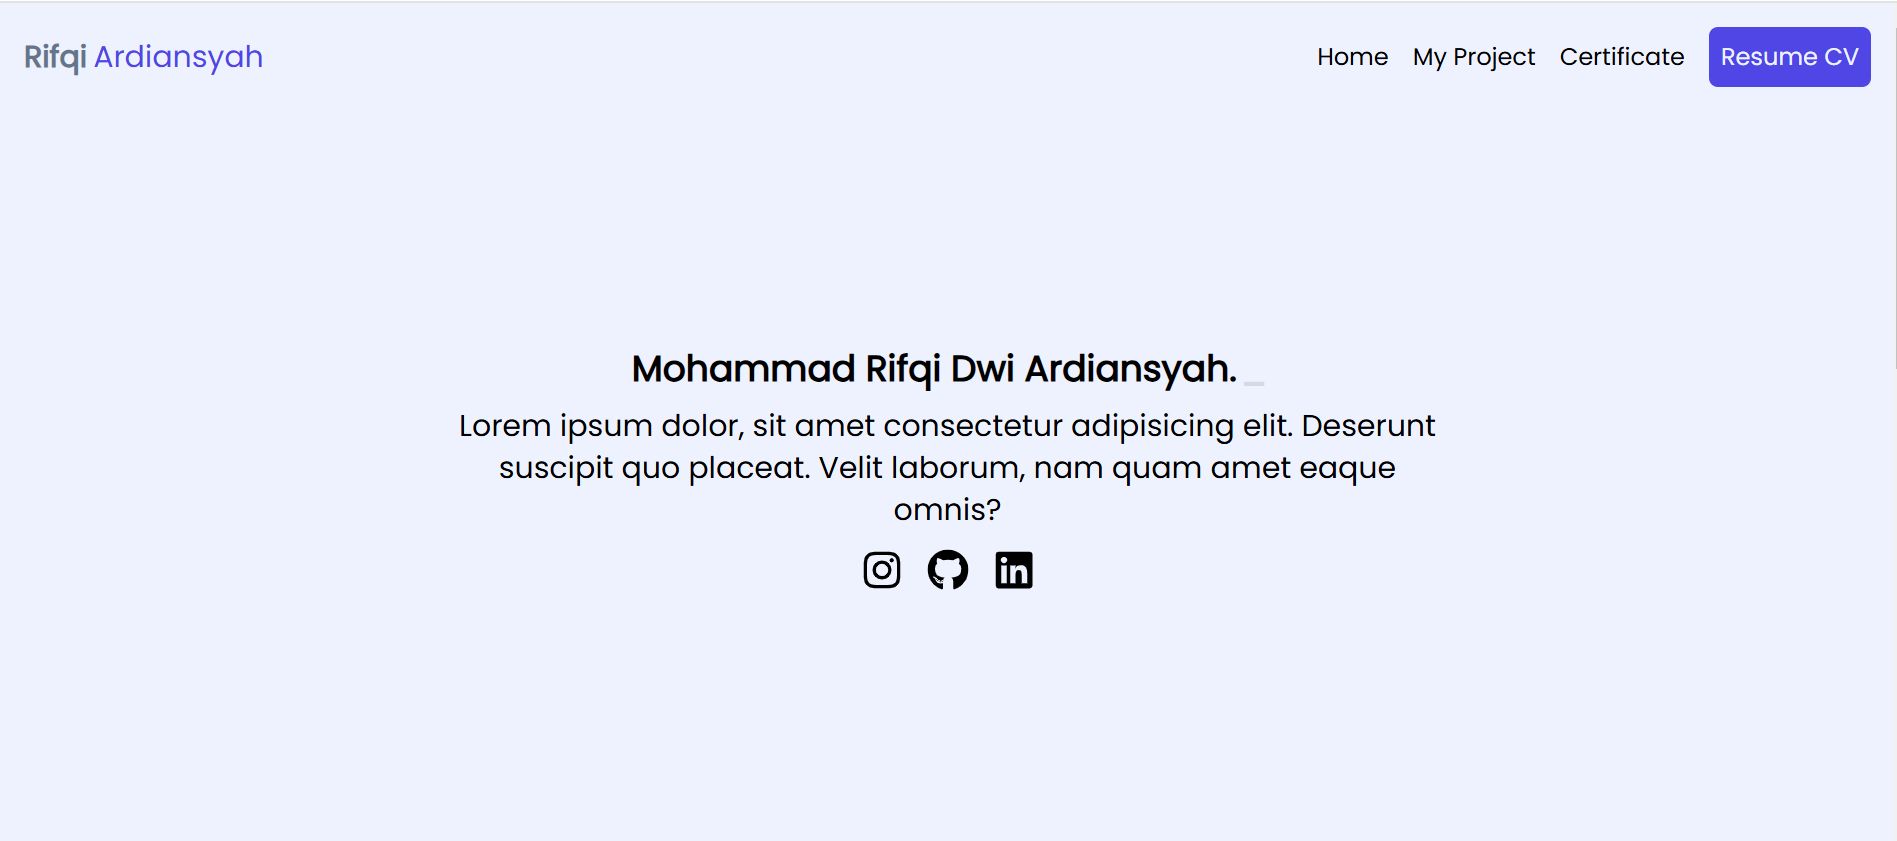 Rifqi Ardiansyah
Home My Project Certificate Resume CV
Mohammad Rifqi Dwi Ardiansyah. _
Lorem ipsum dolor, sit amet consectetur adipisicing elit. Deserunt
suscipit quo placeat. Velit laborum, nam quam amet eaque
omnis?
in